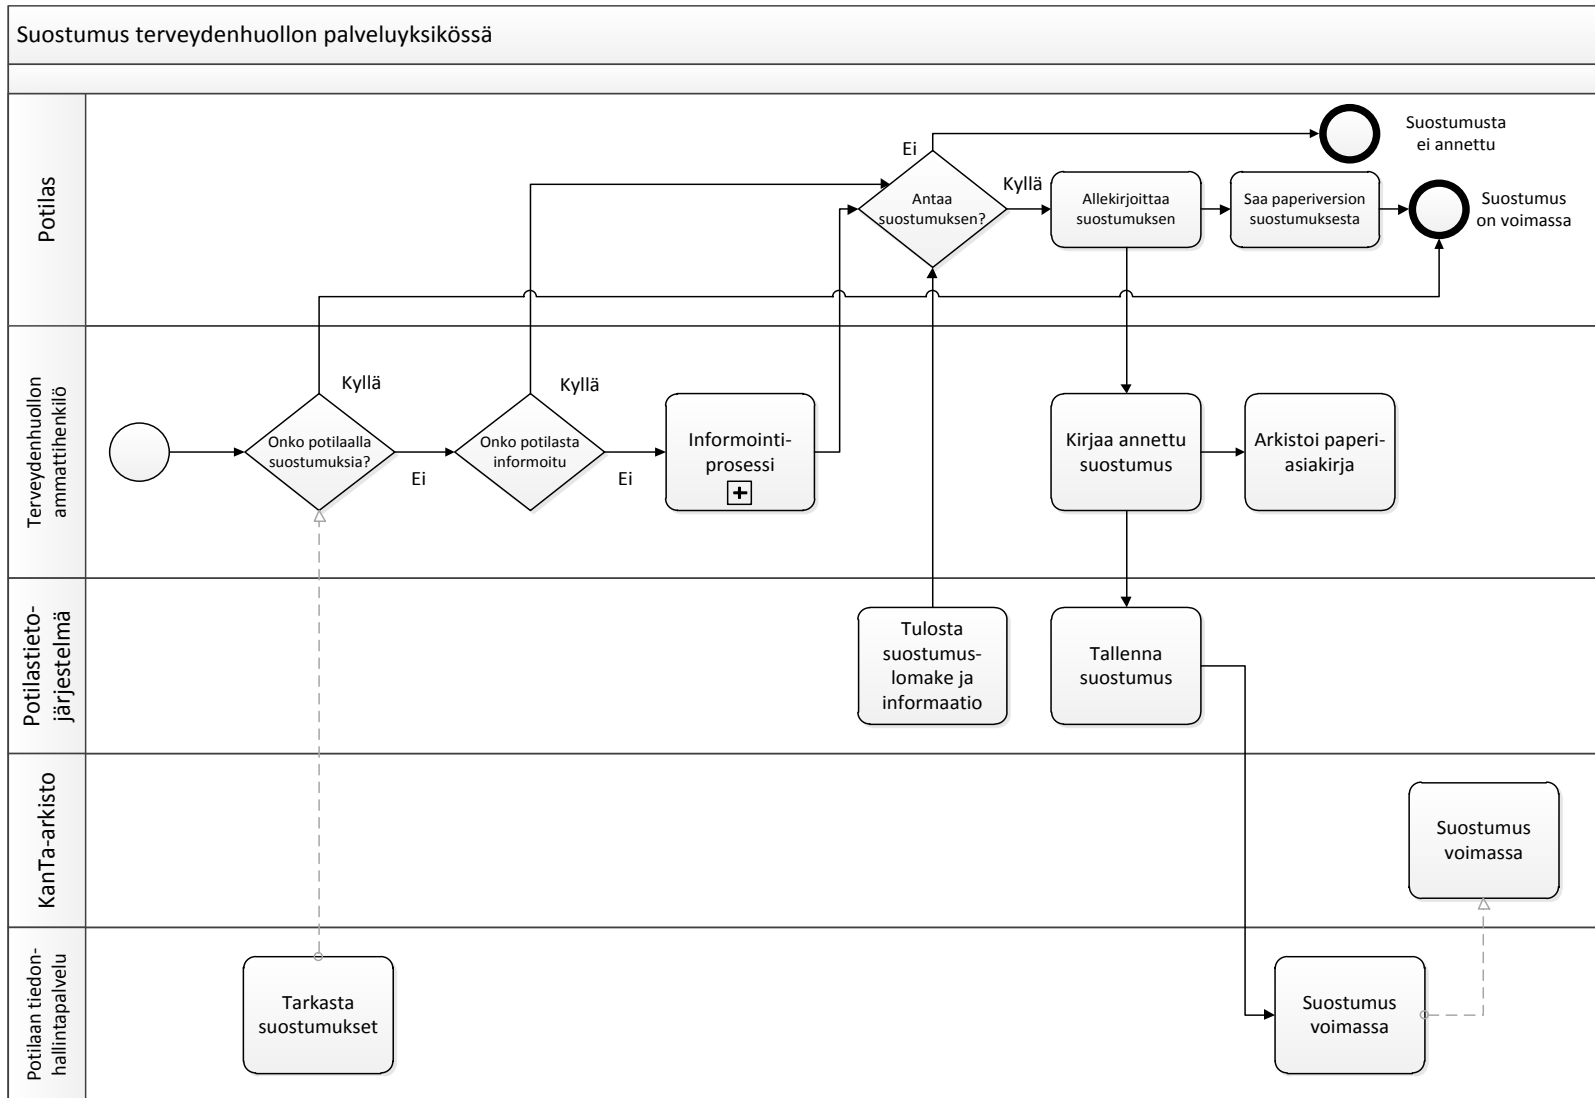 Suostumus terveydenhuollon palveluyksikössä
Potilas
Suostumusta
ei annettu
Ei
Kyllä
Antaa
suostumuksen?
Allekirjoittaa
suostumuksen
Saa paperiversion
suostumuksesta
Suostumus
on voimassa
Terveydenhuollon
ammattihenkilö
Kyllä
Onko potilaalla
suostumuksia?
Ei
Kyllä
Onko potilasta
informoitu
Ei
Informointi-
prosessi
Kirjaa annettu
suostumus
Arkistoi paperi-
asiakirja
Potilastieto-
järjestelmä
Tulosta
suostumus-
lomake ja
informaatio
Tallenna
suostumus
KanTa-arkisto
Suostumus
voimassa
Potilaan tiedon-
hallintapalvelu
Tarkasta
suostumukset
Suostumus
voimassa